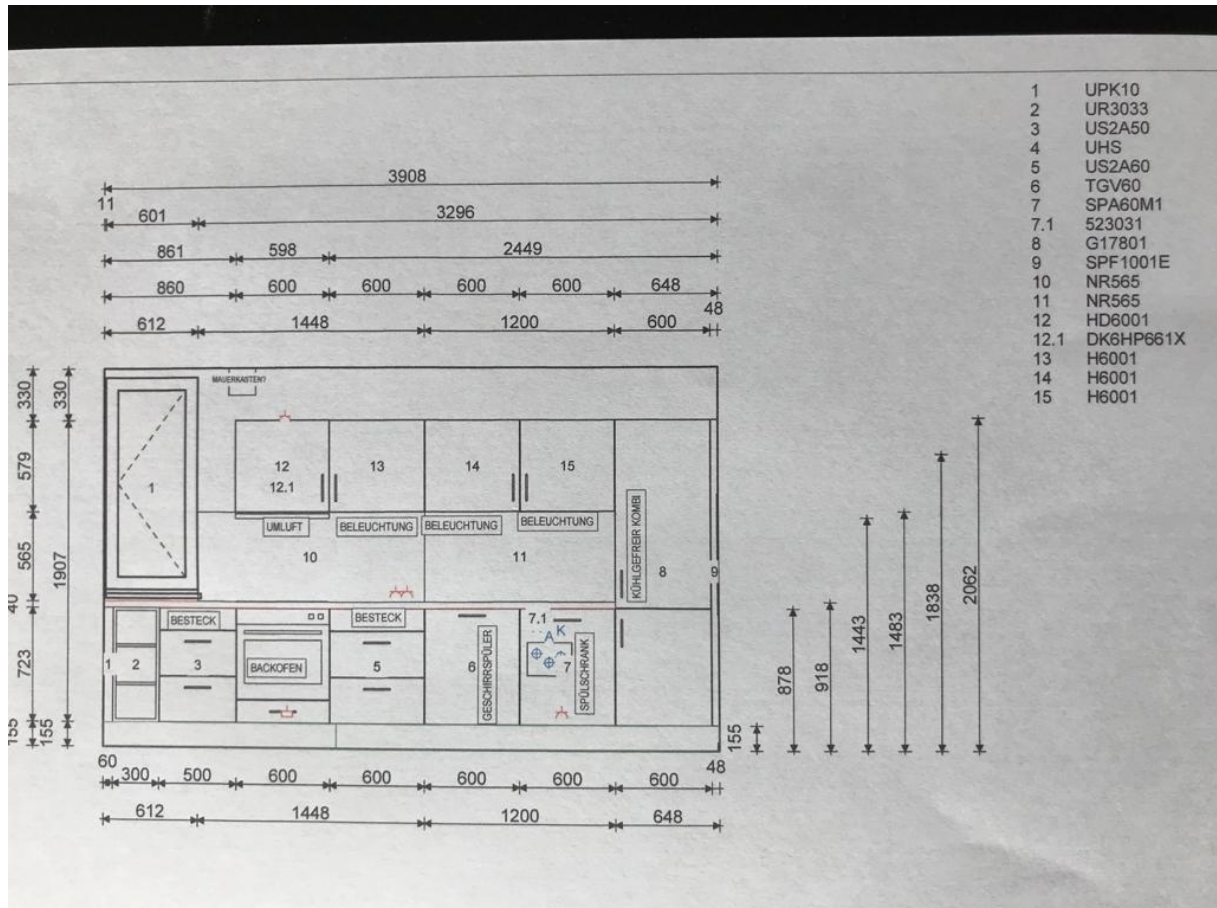 1 UPK10
2 UR3033
3 US2A50
4 UHS
5 US2A60
6 TGV60
7 SPA60M1
7.1 523031
8 G17801
9 SPF1001E
10 NR565
11 NR565
12 HD6001
12.1 DK6HP661X
13 H6001
14 H6001
15 H6001
3908
11
601 3296
861 598 2449
860 600 600 600 600 648
48
612 1448 1200 600
MAUERKASTEN?
330 330
579
565
1907
40
723
155 155
1
12 13 14 15
12.1
UMLUFT BELEUCHTUNG BELEUCHTUNG BELEUCHTUNG
10 11
KÜHLGEFREIR KOMBI
8 9
BESTECK BESTECK
7.1
A K
1 2 3 BACKOFEN 5 6 7
GESCHIRRSPÜLER
SPÜLSCHRANK
155
878
918
1443
1483
1838
2062
60 48
300 500 600 600 600 600 600
612 1448 1200 648